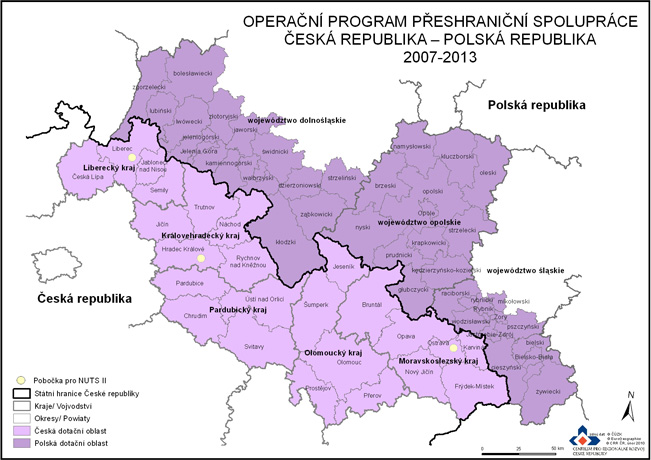 OPERAČNÍ PROGRAM PŘESHRANIČNÍ SPOLUPRÁCE
ČESKÁ REPUBLIKA – POLSKÁ REPUBLIKA
2007-2013
Polská republika
Česká republika
bolesławiecki
zgorzelecki
lubiński
lwówecki
złotoryjski
województwo dolnośląskie
jaworski
jeleniogórski
Jelenia Góra
świdnicki
kamiennogórski
wałbrzyski
dzierżoniowski
strzeliński
ząbkowicki
kłodzki
namysłowski
kluczborski
oleski
brzeski
opolski
Opole
województwo opolskie
strzelecki
nyski
krapkowicki
prudnicki
kędzierzyńsko-kozielski
głubczycki
województwo śląskie
raciborski
rybnicki
mikołowski
Rybnik
Żory
wodzisławski
pszczyński
bielski
Bielsko-Biała
cieszyński
żywiecki
Liberec
Liberecký kraj
Jablonec
nad Nisou
Česká Lípa
Semily
Trutnov
Jičín
Náchod
Královehradecký kraj
Hradec Králové
Rychnov
nad Kněžnou
Pardubice
Ústí nad Orlicí
Pardubický kraj
Chrudim
Svitavy
Jeseník
Šumperk
Bruntál
Olomoucký kraj
Olomouc
Prostějov
Přerov
Opava
Ostrava
Karviná
Moravskoslezský kraj
Nový Jičín
Frýdek-Místek
Pobočka pro NUTS II
Státní hranice České republiky
Kraje/ Vojvodství
Okresy / Powiaty
Česká dotační oblast
Polská dotační oblast
N
0 25 50 km
CENTRUM PRO REGIONÁLNÍ ROZVOJ
ČESKÉ REPUBLIKY